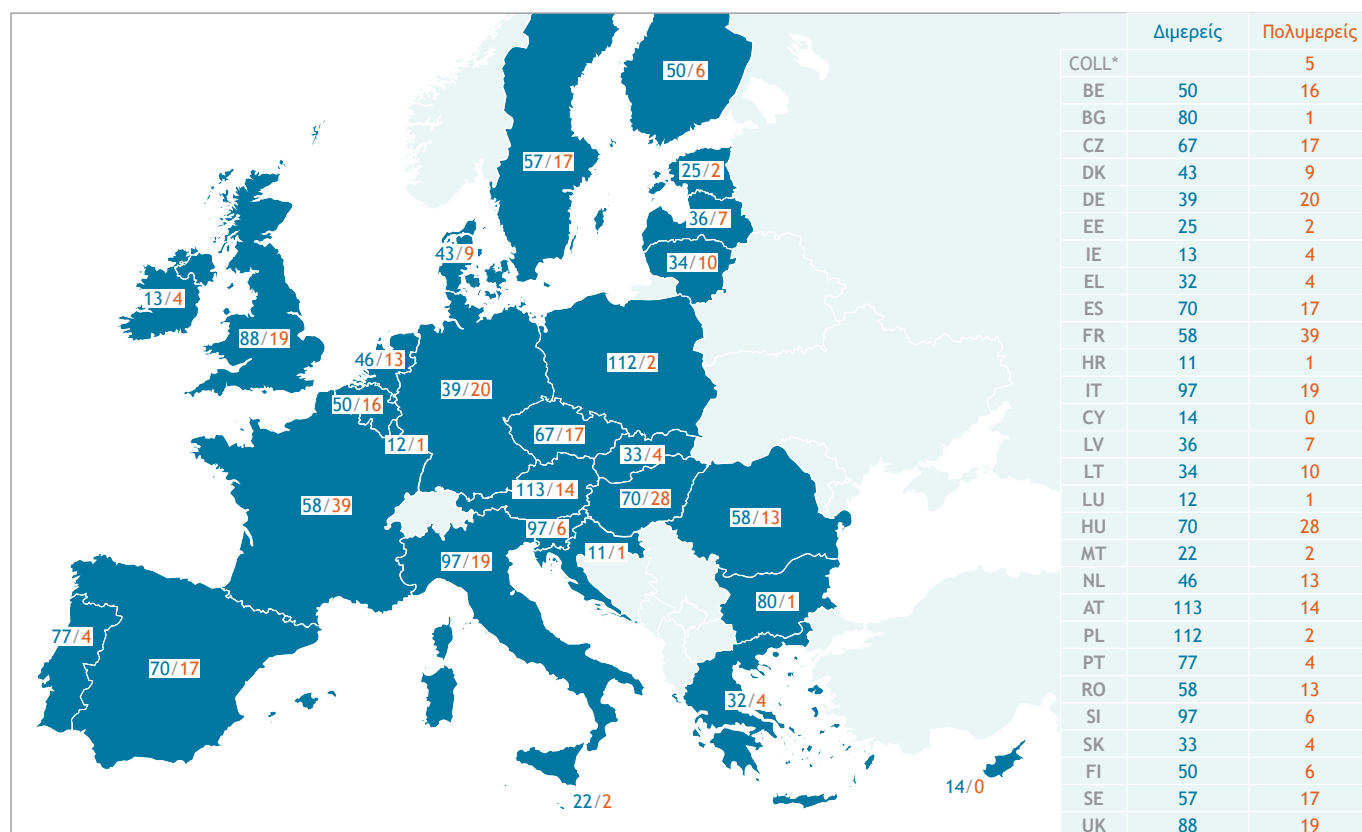 50/6
57/17
25/2
36/7
43/9
34/10
13/4
88/19
46/13
112/2
39/20
50/16
67/17
12/1
33/4
113/14
70/28
58/39
58/13
97/6
11/1
97/19
80/1
77/4
70/17
32/4
14/0
22/2
Διμερείς Πολυμερείς
COLL* 5
BE 50 16
BG 80 1
CZ 67 17
DK 43 9
DE 39 20
EE 25 2
IE 13 4
EL 32 4
ES 70 17
FR 58 39
HR 11 1
IT 97 19
CY 14 0
LV 36 7
LT 34 10
LU 12 1
HU 70 28
MT 22 2
NL 46 13
AT 113 14
PL 112 2
PT 77 4
RO 58 13
SI 97 6
SK 33 4
FI 50 6
SE 57 17
UK 88 19